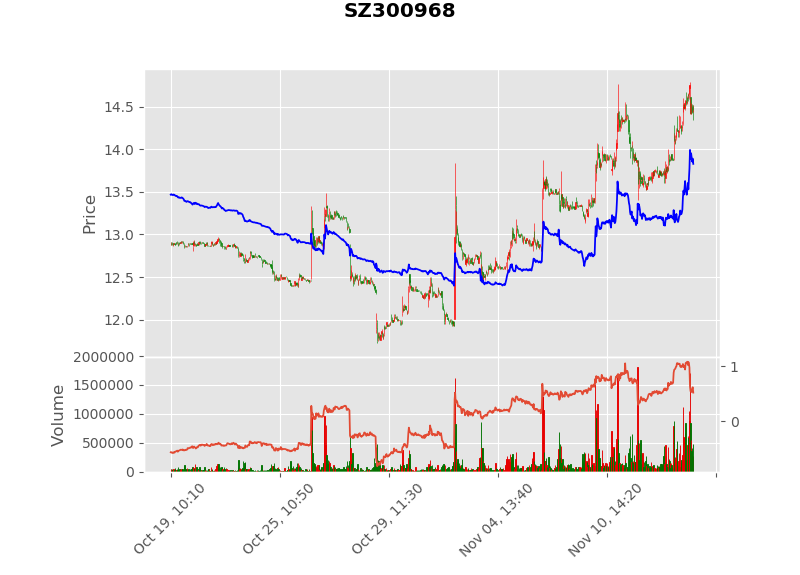 SZ300968
14.5
14.0
13.5
13.0
12.5
12.0
Price
2000000
1500000
1000000
500000
0
Volume
1
0
Oct 19, 10:10
Oct 25, 10:50
Oct 29, 11:30
Nov 04, 13:40
Nov 10, 14:20